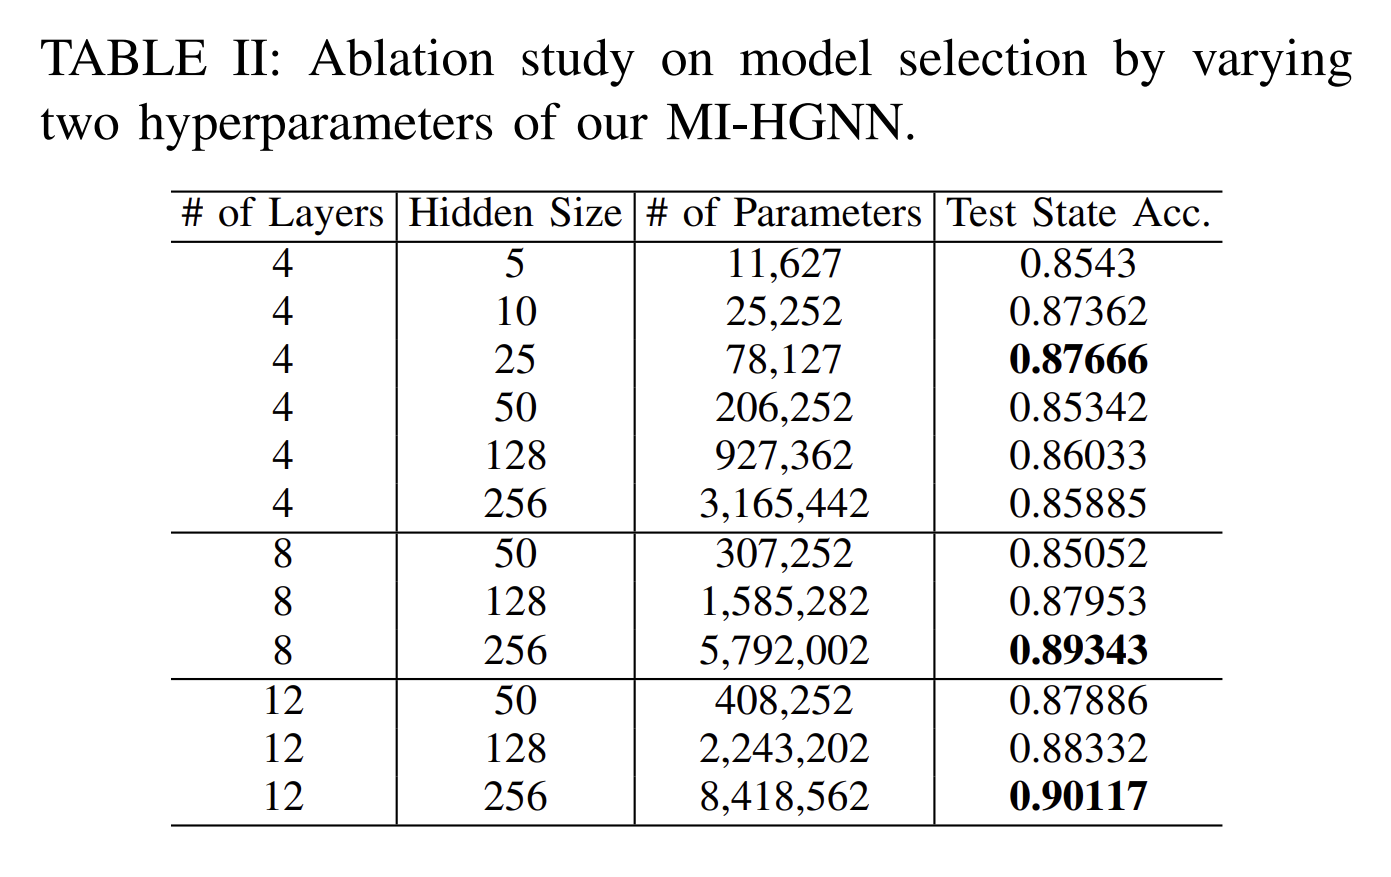 TABLE II: Ablation study on model selection by varying
two hyperparameters of our MI-HGNN.
# of Layers Hidden Size # of Parameters Test State Acc.
4 5 11,627 0.8543
4 10 25,252 0.87362
4 25 78,127 0.87666
4 50 206,252 0.85342
4 128 927,362 0.86033
4 256 3,165,442 0.85885
8 50 307,252 0.85052
8 128 1,585,282 0.87953
8 256 5,792,002 0.89343
12 50 408,252 0.87886
12 128 2,243,202 0.88332
12 256 8,418,562 0.90117